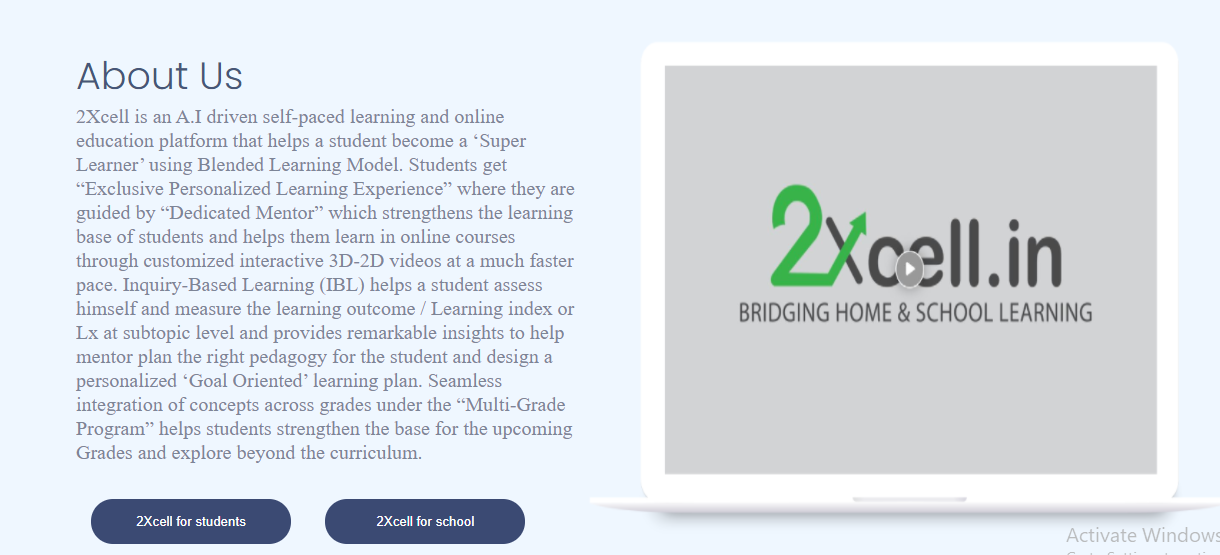 About Us
2Xcell is an A.I driven self-paced learning and online
education platform that helps a student become a ‘Super
Learner’ using Blended Learning Model. Students get
“Exclusive Personalized Learning Experience” where they are
guided by “Dedicated Mentor” which strengthens the learning
base of students and helps them learn in online courses
through customized interactive 3D-2D videos at a much faster
pace. Inquiry-Based Learning (IBL) helps a student assess
himself and measure the learning outcome / Learning index or
Lx at subtopic level and provides remarkable insights to help
mentor plan the right pedagogy for the student and design a
personalized ‘Goal Oriented’ learning plan. Seamless
integration of concepts across grades under the “Multi-Grade
Program” helps students strengthen the base for the upcoming
Grades and explore beyond the curriculum.
2Xcell for students
2Xcell for school
2Xcell.in
BRIDGING HOME & SCHOOL LEARNING
Activate Windows